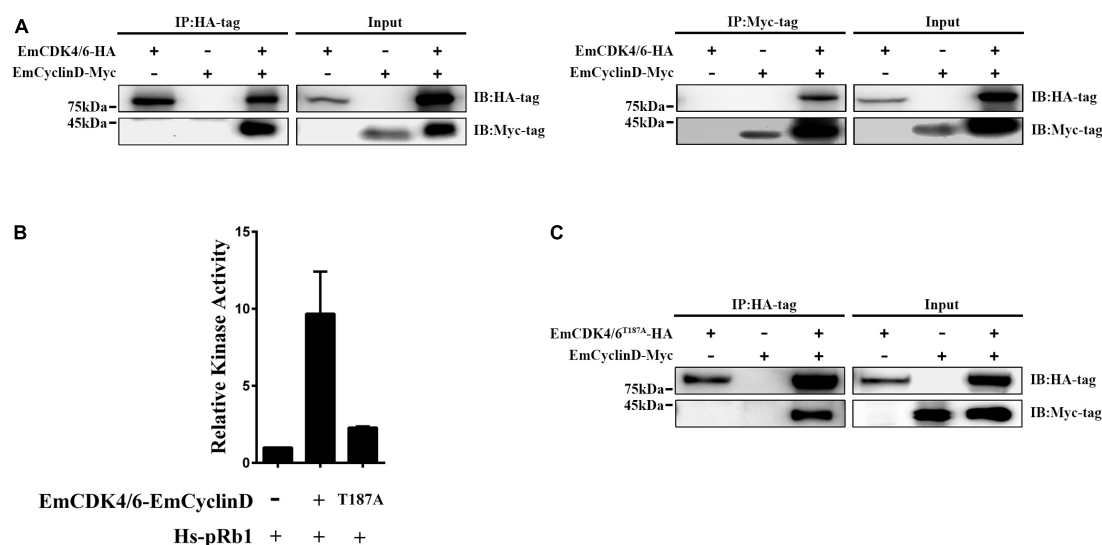 A
IP:HA-tag Input
EmCDK4/6-HA + - + + - +
EmCyclinD-Myc - + + - + +
75kDa IB:HA-tag
45kDa IB:Myc-tag
IP:Myc-tag Input
EmCDK4/6-HA + - + + - +
EmCyclinD-Myc - + + - + +
75kDa IB:HA-tag
45kDa IB:Myc-tag
B
Relative Kinase Activity
15
10
5
0
EmCDK4/6-EmCyclinD - + T187A
Hs-pRb1 + + +
C
IP:HA-tag Input
EmCDK4/6T187A-HA + - + + - +
EmCyclinD-Myc - + + - + +
75kDa IB:HA-tag
45kDa IB:Myc-tag